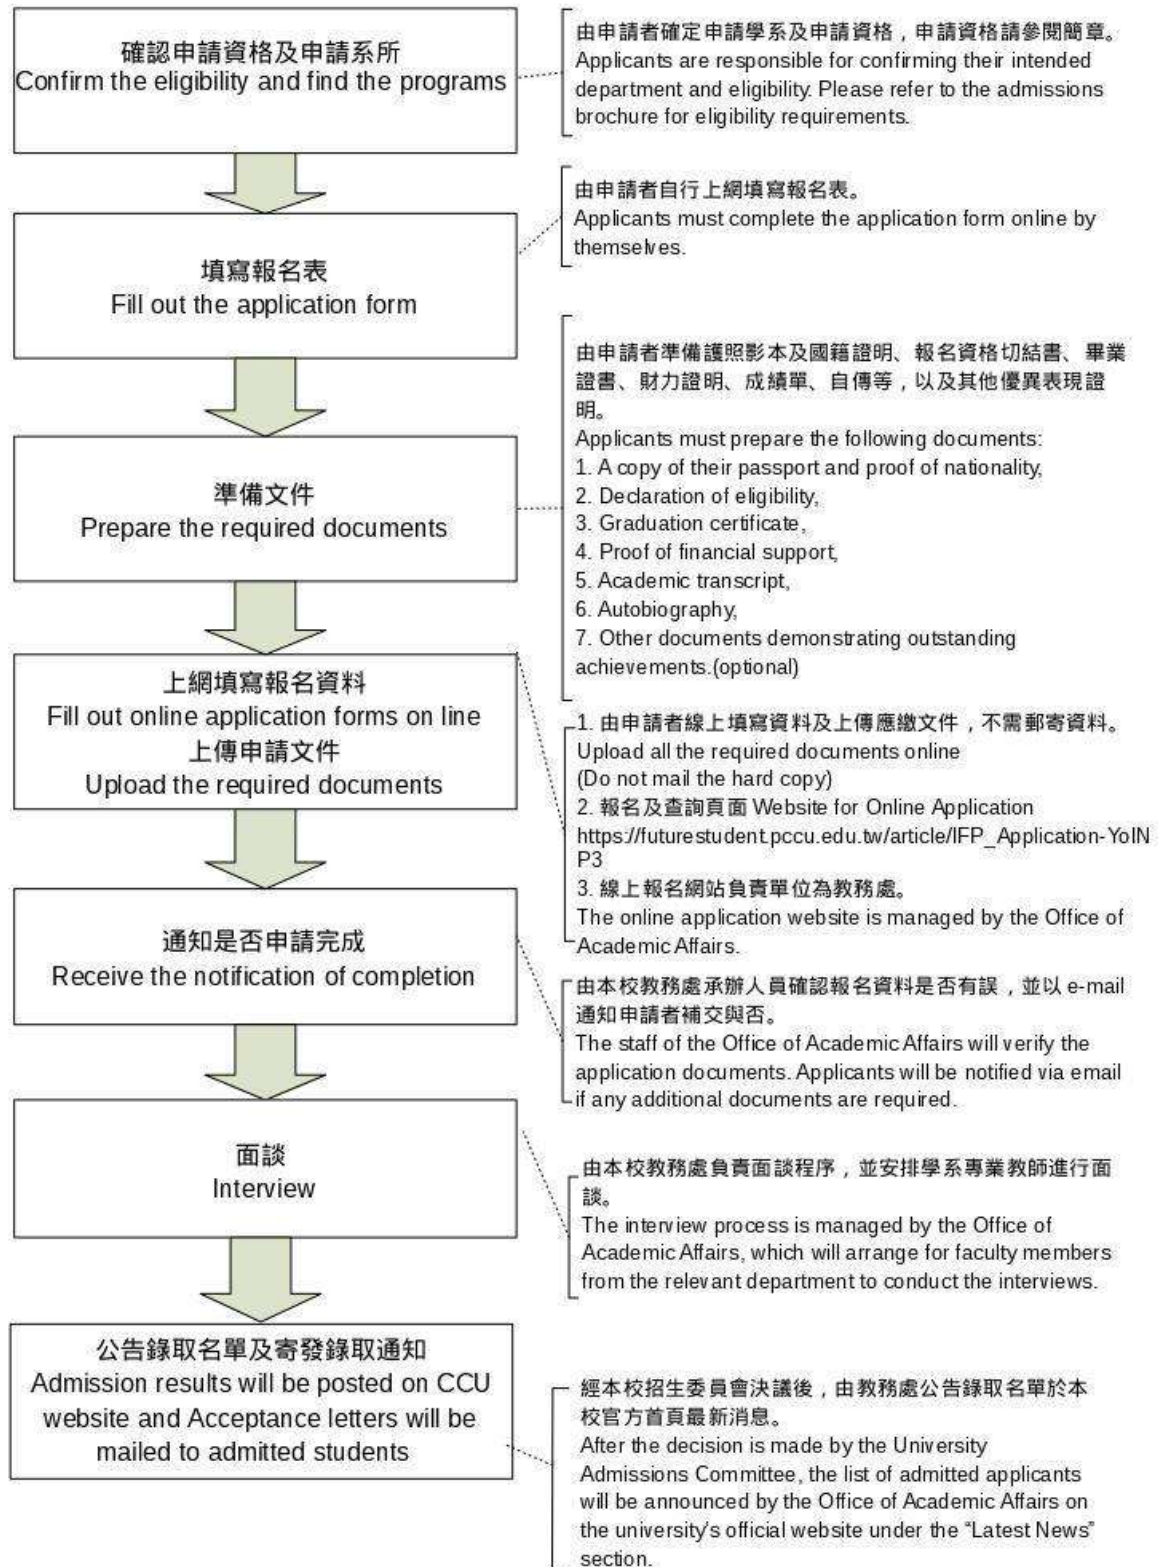 確認申請資格及申請系所
Confirm the eligibility and find the programs
由申請者確定申請學系及申請資格，申請資格請參閱簡章。
Applicants are responsible for confirming their intended
department and eligibility. Please refer to the admissions
brochure for eligibility requirements.
填寫報名表
Fill out the application form
由申請者自行上網填寫報名表。
Applicants must complete the application form online by
themselves.
準備文件
Prepare the required documents
由申請者準備護照影本及國籍證明、報名資格切結書、畢業
證書、財力證明、成績單、自傳等，以及其他優異表現證
明。
Applicants must prepare the following documents:
1. A copy of their passport and proof of nationality,
2. Declaration of eligibility,
3. Graduation certificate,
4. Proof of financial support,
5. Academic transcript,
6. Autobiography,
7. Other documents demonstrating outstanding
achievements.(optional)
上網填寫報名資料
Fill out online application forms on line
上傳申請文件
Upload the required documents
1. 由申請者線上填寫資料及上傳應繳文件，不需郵寄資料。
Upload all the required documents online
(Do not mail the hard copy)
2. 報名及查詢頁面 Website for Online Application
https://futurestudent.pccu.edu.tw/article/IFP_Application-YoIN
P3
3. 線上報名網站負責單位為教務處。
The online application website is managed by the Office of
Academic Affairs.
通知是否申請完成
Receive the notification of completion
由本校教務處承辦人員確認報名資料是否有誤，並以 e-mail
通知申請者補交與否。
The staff of the Office of Academic Affairs will verify the
application documents. Applicants will be notified via email
if any additional documents are required.
面談
Interview
由本校教務處負責面談程序，並安排學系專業教師進行面
談。
The interview process is managed by the Office of
Academic Affairs, which will arrange for faculty members
from the relevant department to conduct the interviews.
公告錄取名單及寄發錄取通知
Admission results will be posted on CCU
website and Acceptance letters will be
mailed to admitted students
經本校招生委員會決議後，由教務處公告錄取名單於本
校官方首頁最新消息。
After the decision is made by the University
Admissions Committee, the list of admitted applicants
will be announced by the Office of Academic Affairs on
the university's official website under the “Latest News”
section.